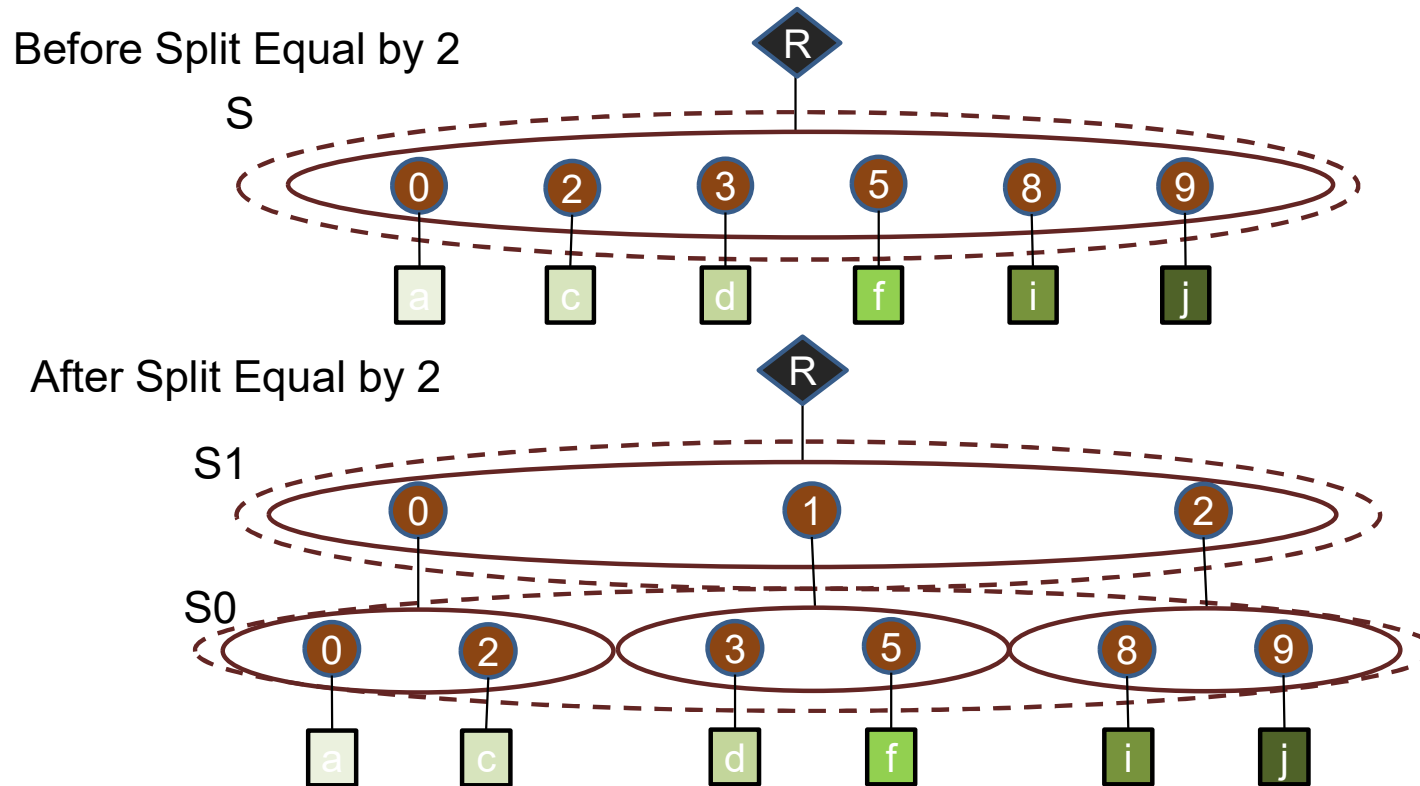 Before Split Equal by 2
R
S
0 2 3 5 8 9
a c d f i j
After Split Equal by 2
R
S1
0 1 2
S0
0 2 3 5 8 9
a c d f i j